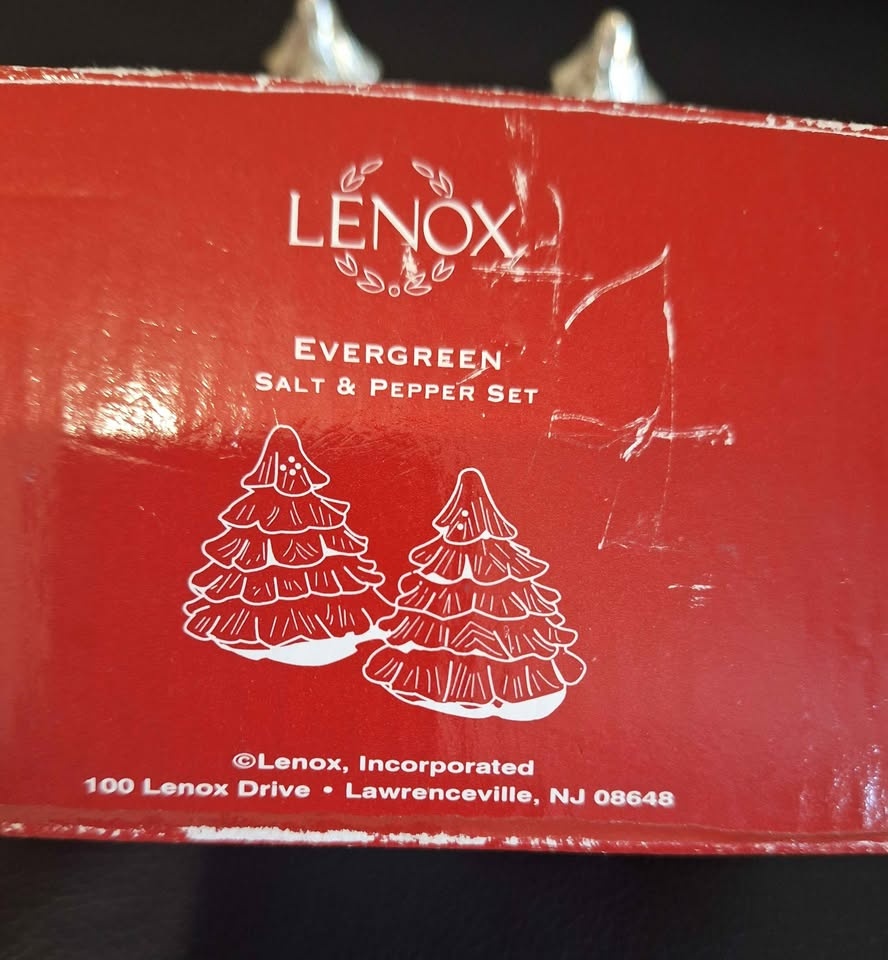 LENOX
EVERGREEN
SALT & PEPPER SET
©Lenox, Incorporated
100 Lenox Drive • Lawrenceville, NJ 08648